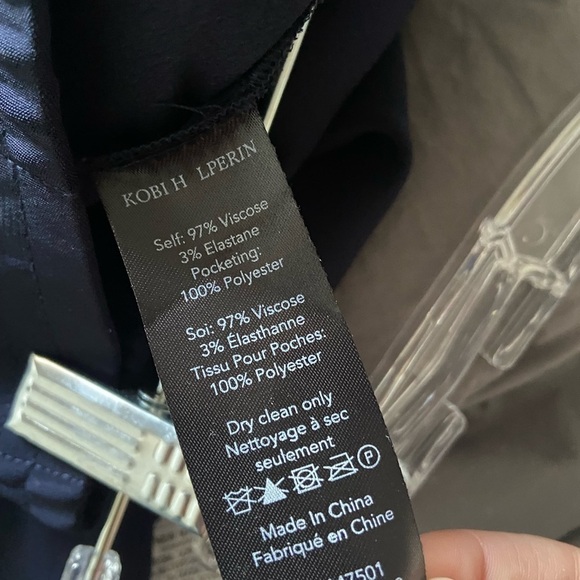 KOBI H LPERIN
Self: 97% Viscose
3% Elastane
Pocketing:
100% Polyester
Soi: 97% Viscose
3% Élasthanne
Tissu Pour Poches:
100% Polyester
Dry clean only
Nettoyage à sec
seulement
P
Made In China
Fabriqué en Chine
47501